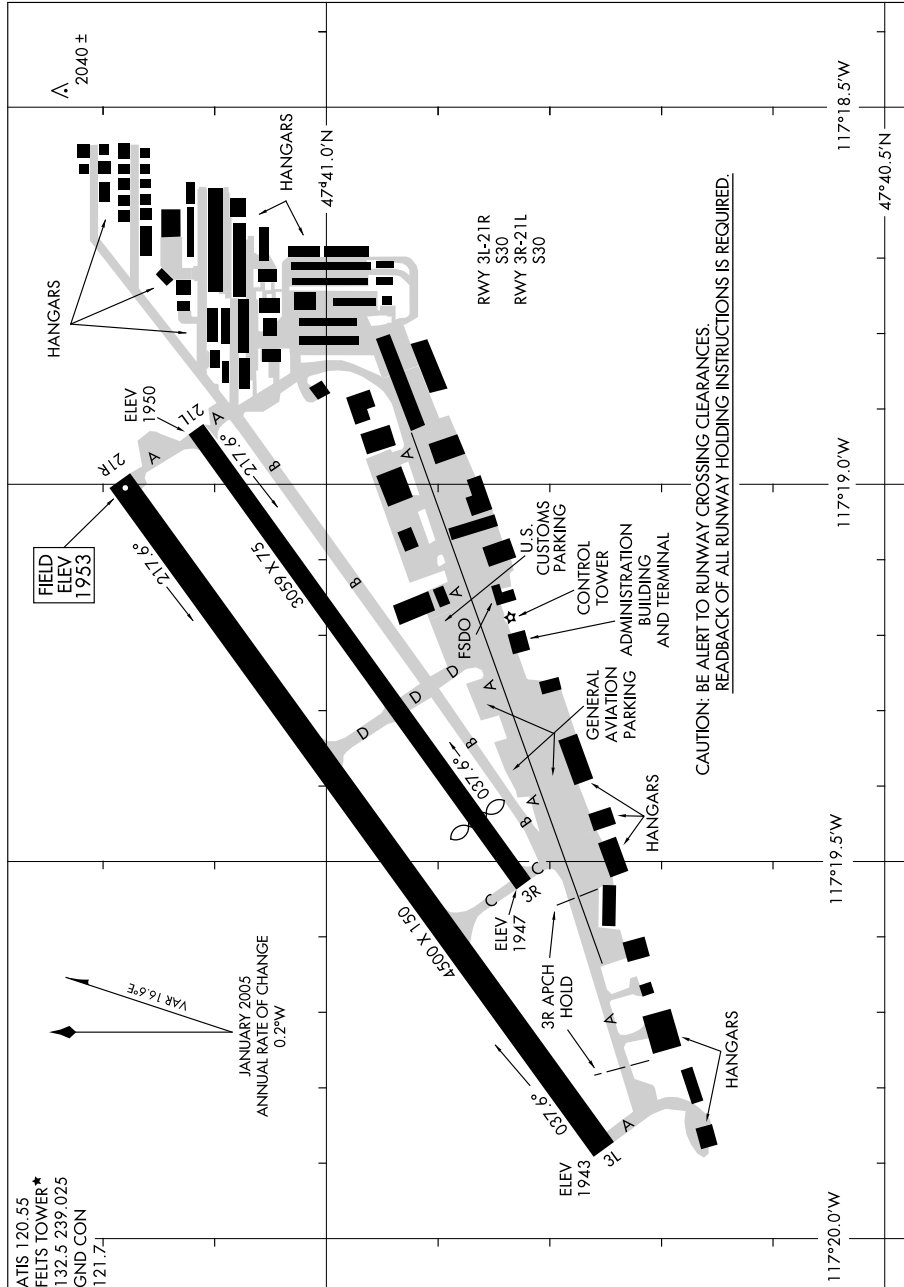 ATIS 120.55
FELTS TOWER★
132.5 239.025
GND CON
121.7
VAR 16.6°E
JANUARY 2005
ANNUAL RATE OF CHANGE
0.2°W
FIELD
ELEV
1953
21R
A
ELEV
1950
21L
A
217.6°
217.6°
B
3059 X 75
B
HANGARS
2040 ±
HANGARS
47°41.0'N
RWY 3L-21R
S30
RWY 3R-21L
S30
D
D
D
B
037.6°
4500 X 150
B
C
C
3R
ELEV
1947
3R APCH
HOLD
037.6°
3L
ELEV
1943
A
A
A
A
A
A
U.S.
CUSTOMS
PARKING
FSDO
CONTROL
TOWER
ADMINISTRATION
BUILDING
AND TERMINAL
GENERAL
AVIATION
PARKING
HANGARS
HANGARS
CAUTION: BE ALERT TO RUNWAY CROSSING CLEARANCES.
READBACK OF ALL RUNWAY HOLDING INSTRUCTIONS IS REQUIRED.
117°20.0'W
117°19.5'W
117°19.0'W
117°18.5'W
47°40.5'N